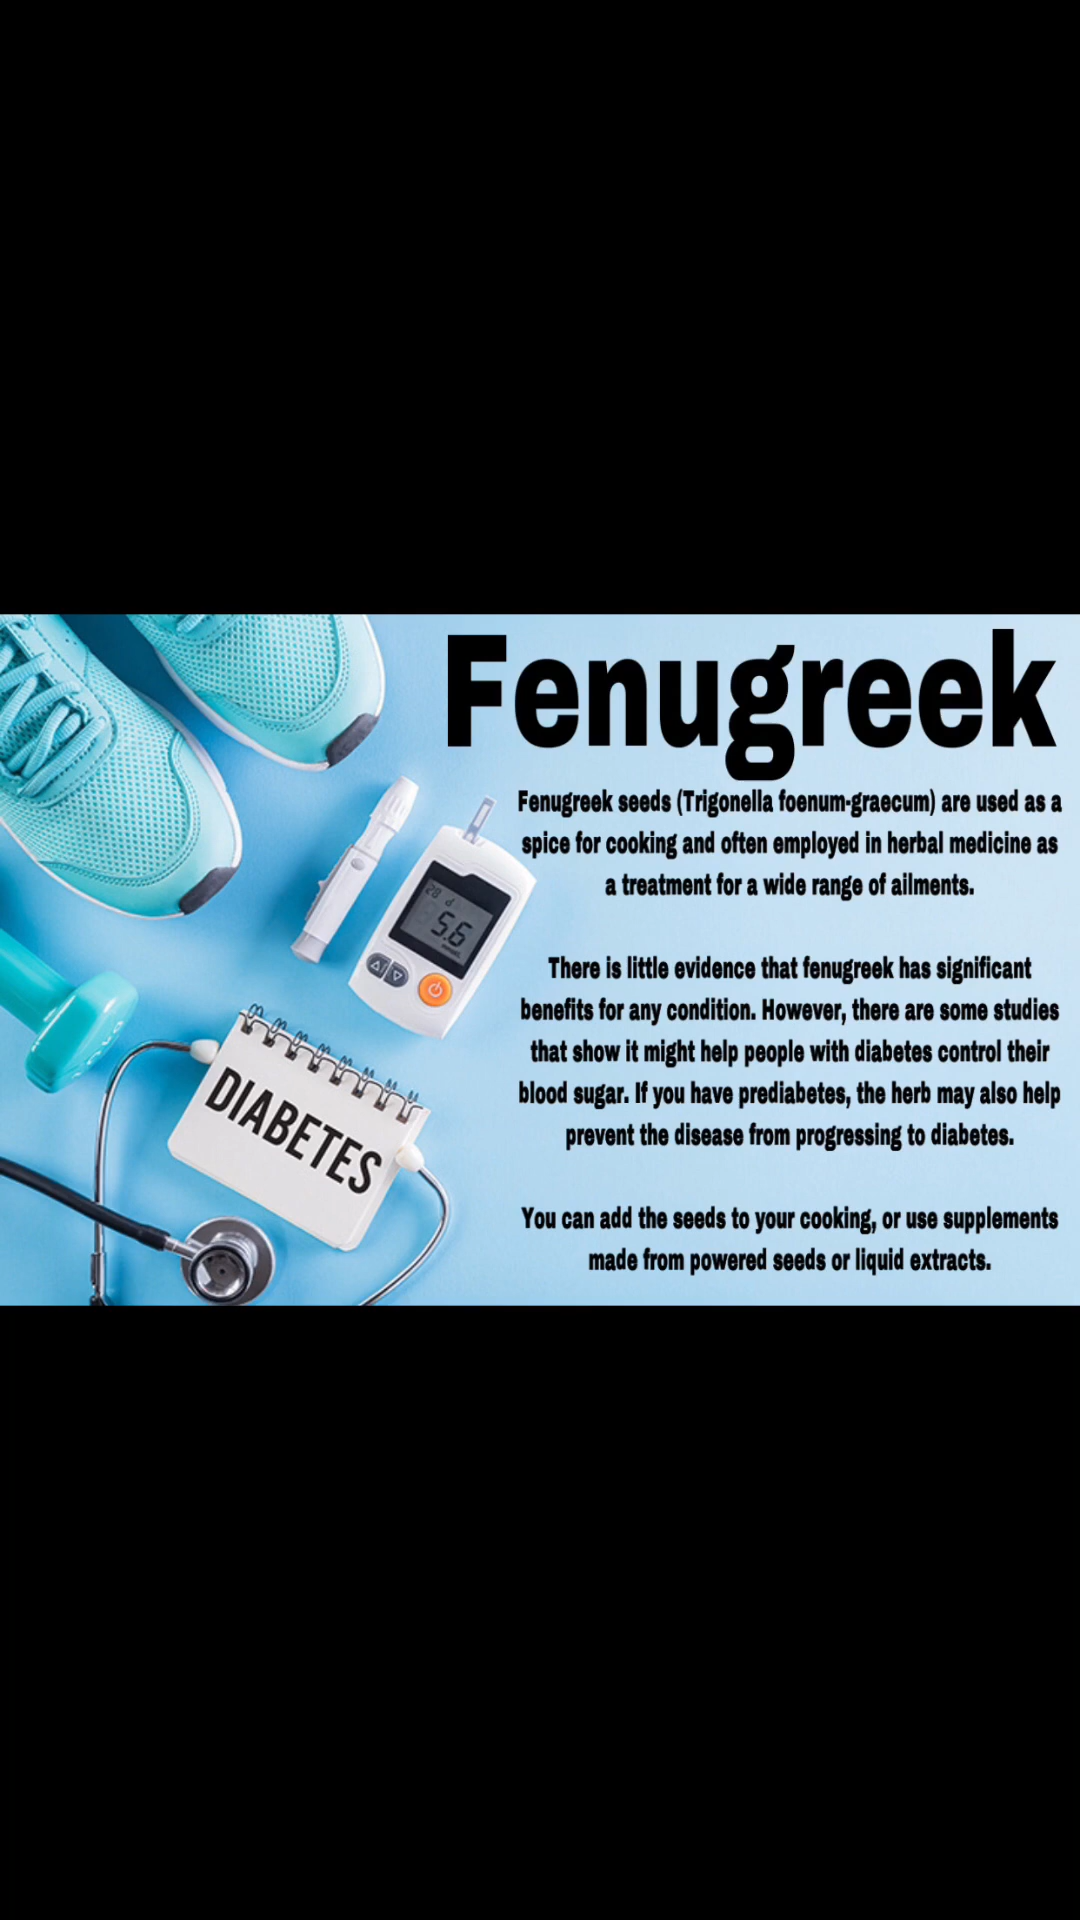 Fenugreek
Fenugreek seeds (Trigonella foenum-graecum) are used as a
spice for cooking and often employed in herbal medicine as
a treatment for a wide range of ailments.
There is little evidence that fenugreek has significant
benefits for any condition. However, there are some studies
that show it might help people with diabetes control their
blood sugar. If you have prediabetes, the herb may also help
prevent the disease from progressing to diabetes.
You can add the seeds to your cooking, or use supplements
made from powered seeds or liquid extracts.
28 d
5.6
mmol/L
DIABETES